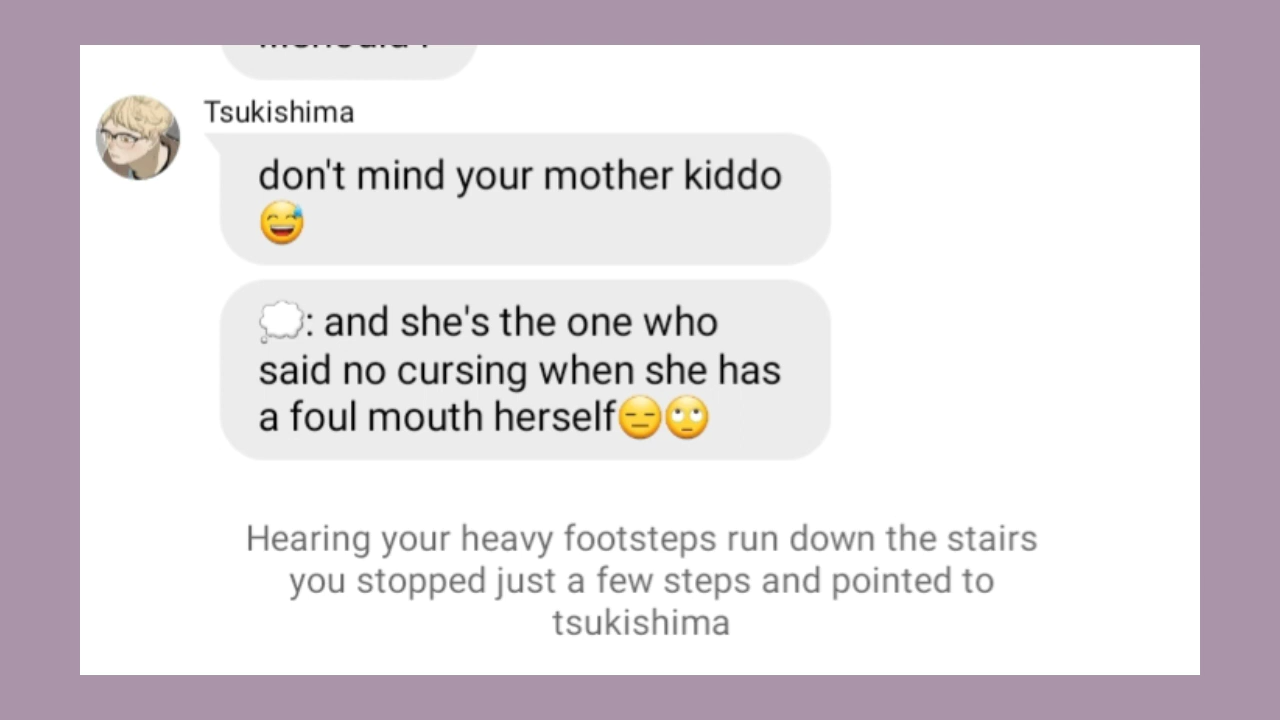 Tsukishima
don't mind your mother kiddo
😅
💭: and she's the one who
said no cursing when she has
a foul mouth herself😑🙄
Hearing your heavy footsteps run down the stairs
you stopped just a few steps and pointed to
tsukishima